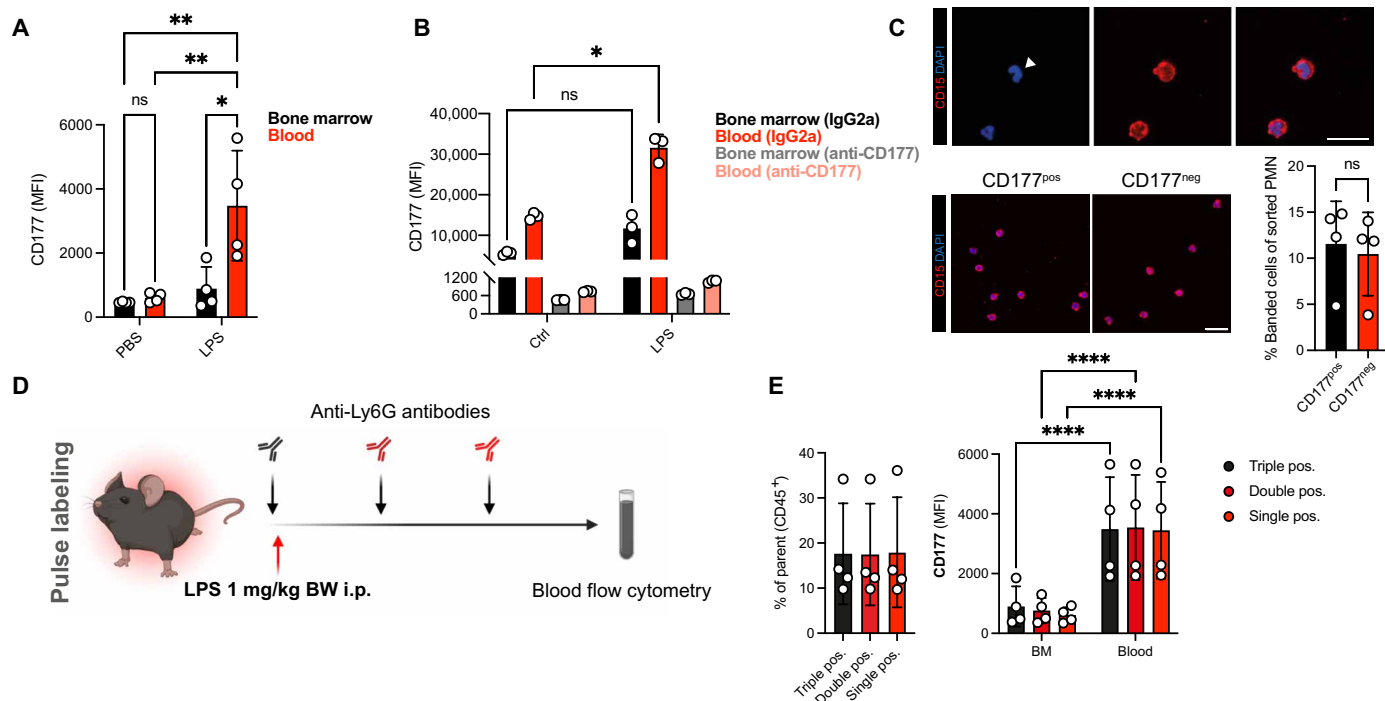 A
**
**
ns
*
Bone marrow
Blood
CD177 (MFI)
6000
4000
2000
0
PBS
LPS
B
*
ns
Bone marrow (IgG2a)
Blood (IgG2a)
Bone marrow (anti-CD177)
Blood (anti-CD177)
CD177 (MFI)
40,000
30,000
20,000
10,000
1200
600
0
Ctrl
LPS
C
CD15 DAPI
CD177pos
CD177neg
CD15 DAPI
% Banded cells of sorted PMN
20
15
10
5
0
ns
CD177pos
CD177neg
D
Pulse labeling
Anti-Ly6G antibodies
LPS 1 mg/kg BW i.p.
Blood flow cytometry
E
% of parent (CD45+)
40
30
20
10
0
Triple pos.
Double pos.
Single pos.
****
****
****
CD177 (MFI)
6000
4000
2000
0
BM
Blood
Triple pos.
Double pos.
Single pos.